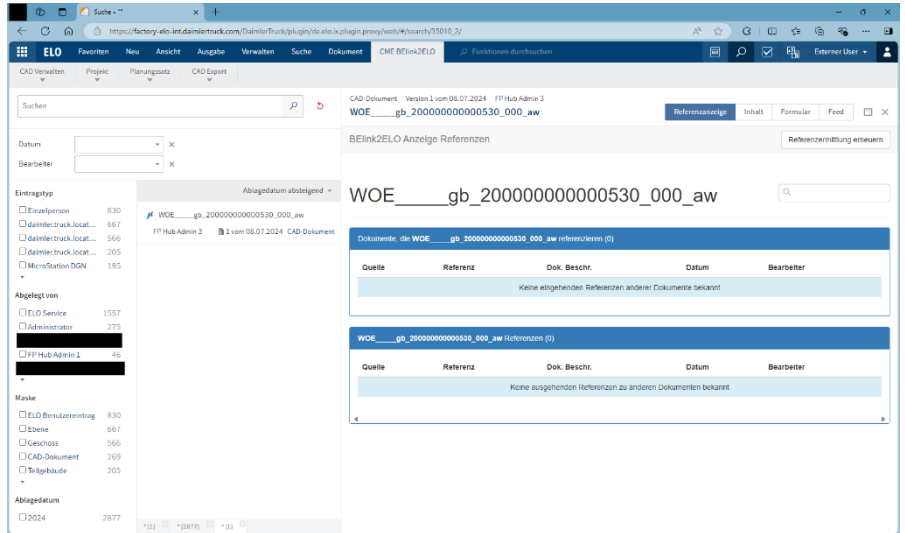 Suche - ""
https://factory-elo-int.daimlertruck.com/DaimlerTruck/plugin/de.elo.ix.plugin.proxy/web/#/search/35010_2/
ELO Favoriten Neu Ansicht Ausgabe Verwalten Suche Dokument CME BElink2ELO Funktionen durchsuchen Externer User
CAD Verwalten Projekt Planungssatz CAD Export
Suchen
CAD-Dokument Version 1 vom 08.07.2024 FP Hub Admin 3
WOE_____gb_200000000000530_000_aw
Referenzanzeige Inhalt Formular Feed
Datum
Bearbeiter
BElink2ELO Anzeige Referenzen
Referenzermittlung erneuern
Eintragstyp
Einzelperson 830
daimler.truck.locat... 667
daimler.truck.locat... 566
daimler.truck.locat... 205
MicroStation DGN 195
Abgelegt von
ELO Service 1557
Administrator 275
FP Hub Admin 1 46
Maske
ELO Benutzereintrag 830
Ebene 667
Geschoss 566
CAD-Dokument 269
Teilgebäude 205
Ablagedatum
2024 2877
Ablagedatum absteigend
WOE_____gb_200000000000530_000_aw
FP Hub Admin 3 1 vom 08.07.2024 CAD-Dokument
* [1] * [2877] * [1]
WOE_____gb_200000000000530_000_aw
Dokumente, die WOE_____gb_200000000000530_000_aw referenzieren (0)
Quelle Referenz Dok. Beschr. Datum Bearbeiter
Keine eingehenden Referenzen anderer Dokumente bekannt
WOE_____gb_200000000000530_000_aw Referenzen (0)
Quelle Referenz Dok. Beschr. Datum Bearbeiter
Keine ausgehenden Referenzen zu anderen Dokumenten bekannt